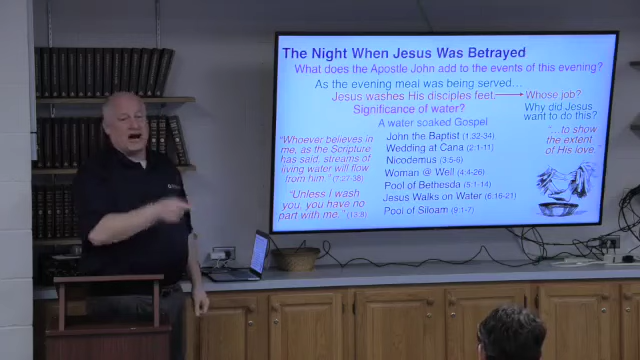 The Night When Jesus Was Betrayed
What does the Apostle John add to the events of this evening?
As the evening meal was being served…
Jesus washes His disciples feet.
Whose job?
Significance of water?
Why did Jesus
want to do this?
A water soaked Gospel
"Whoever believes in
me, as the Scripture
has said, streams of
living water will flow
from him." (7:37-38)
"Unless I wash
you, you have no
part with me." (13:8)
John the Baptist (1:32-34)
Wedding at Cana (2:1-11)
Nicodemus (3:5-6)
Woman @ Well (4:4-26)
Pool of Bethesda (5:1-14)
Jesus Walks on Water (6:16-21)
Pool of Siloam (9:1-7)
"…to show
the extent
of His love."